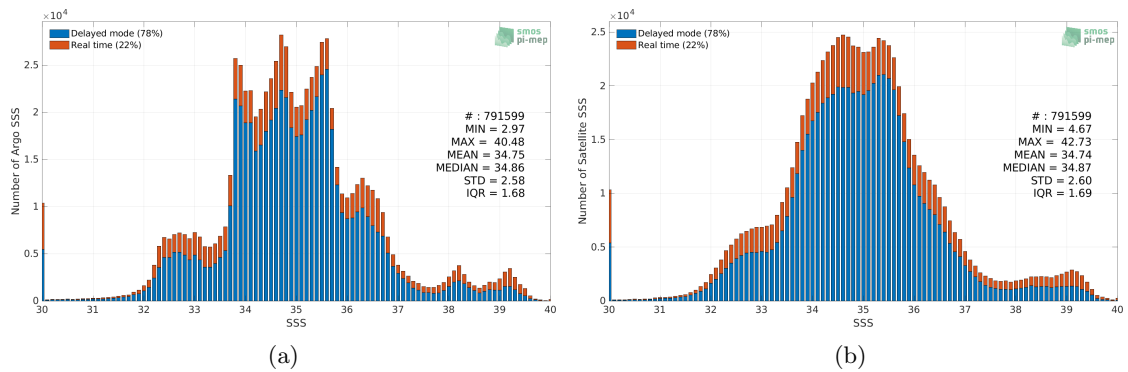 ×10⁴
Delayed mode (78%)
Real time (22%)
smos
pi-mep
# : 791599
MIN = 2.97
MAX = 40.48
MEAN = 34.75
MEDIAN = 34.86
STD = 2.58
IQR = 1.68
Number of Argo SSS
2.5
2
1.5
1
0.5
0
30 31 32 33 34 35 36 37 38 39 40
SSS
(a)
×10⁴
Delayed mode (78%)
Real time (22%)
smos
pi-mep
# : 791599
MIN = 4.67
MAX = 42.73
MEAN = 34.74
MEDIAN = 34.87
STD = 2.60
IQR = 1.69
Number of Satellite SSS
2.5
2
1.5
1
0.5
0
30 31 32 33 34 35 36 37 38 39 40
SSS
(b)